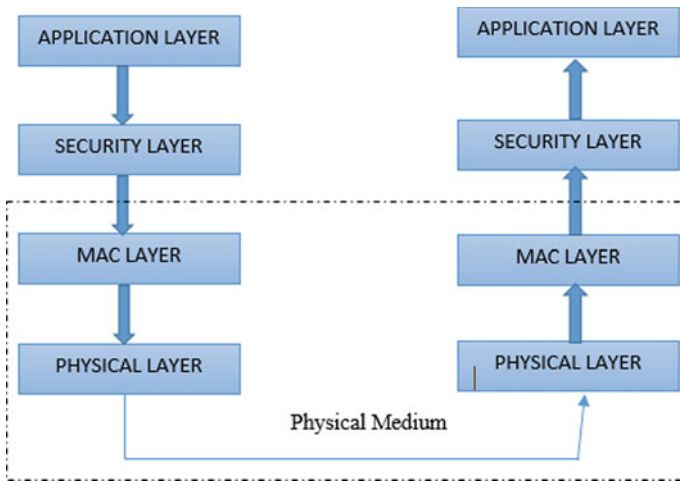 APPLICATION LAYER
SECURITY LAYER
MAC LAYER
PHYSICAL LAYER
APPLICATION LAYER
SECURITY LAYER
MAC LAYER
PHYSICAL LAYER
Physical Medium